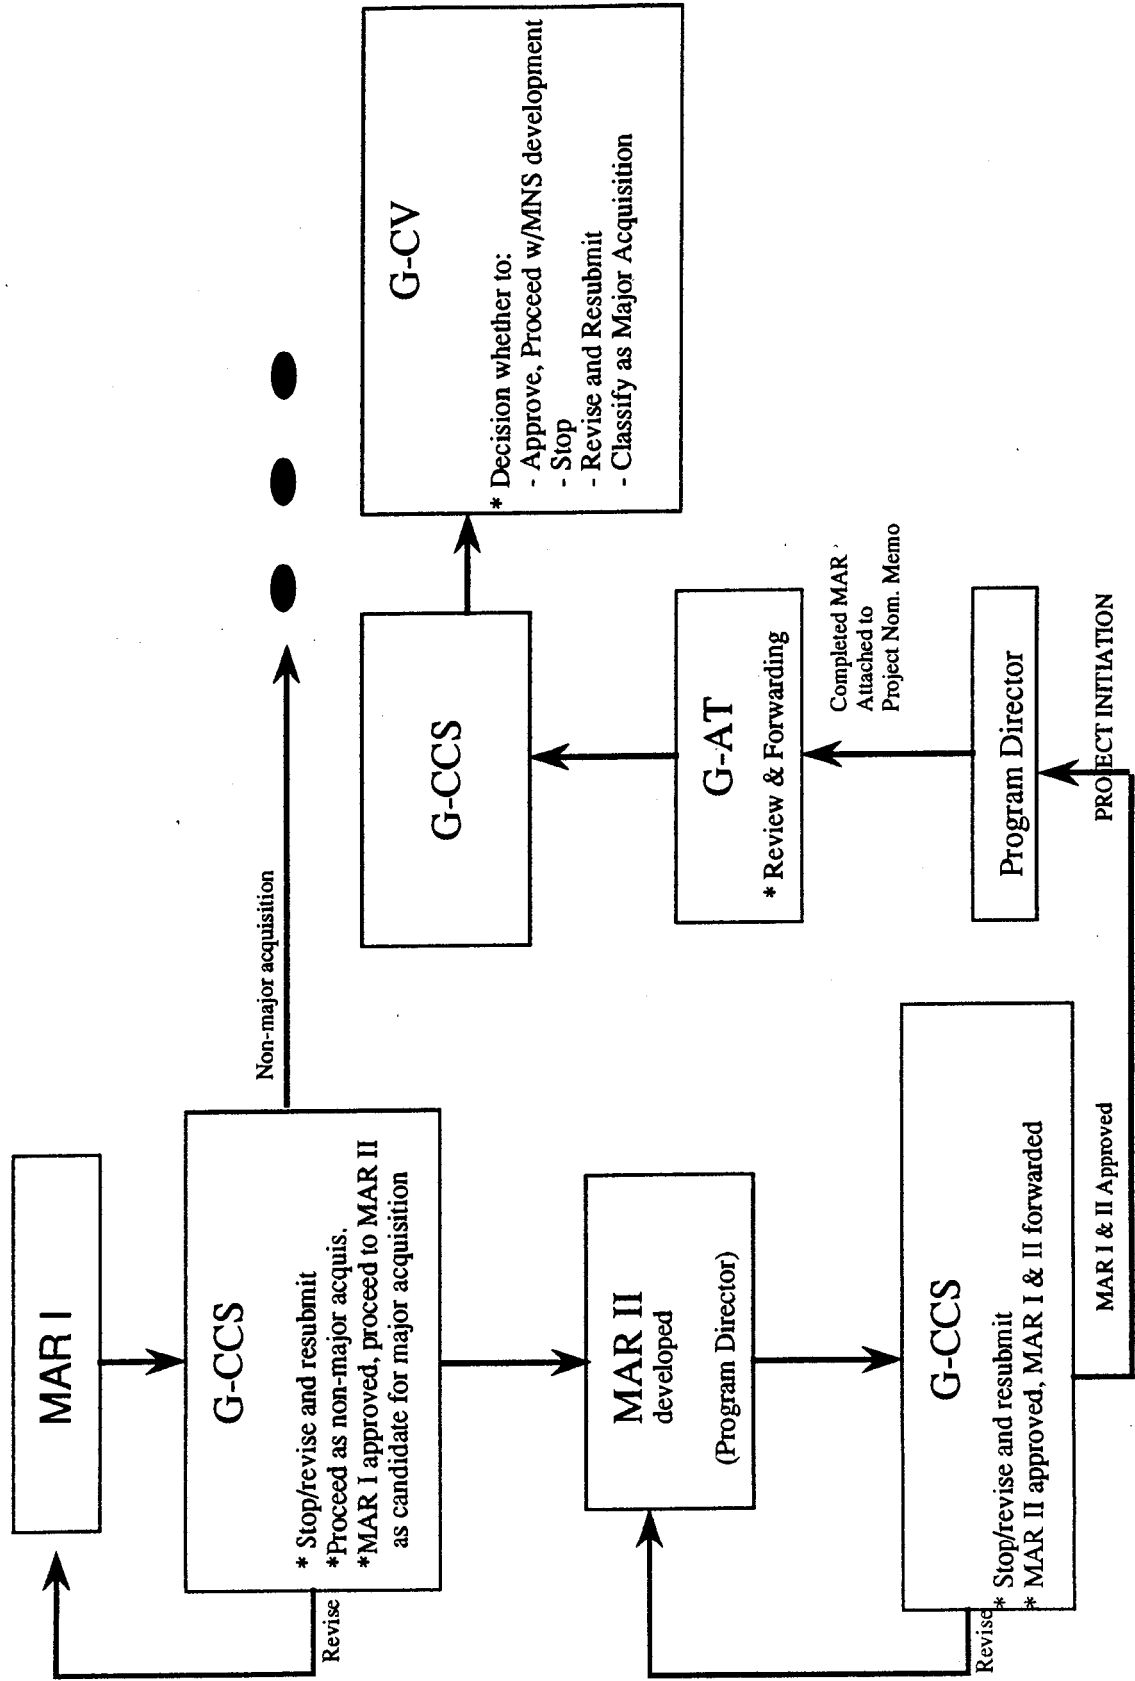 MAR I
G-CCS
* Stop/revise and resubmit
*Proceed as non-major acquis.
*MAR I approved, proceed to MAR II
as candidate for major acquisition
Revise
Non-major acquisition
MAR II
developed
(Program Director)
G-CCS
* Stop/revise and resubmit
* MAR II approved, MAR I & II forwarded
Revise
MAR I & II Approved
PROJECT INITIATION
Program Director
Completed MAR
Attached to
Project Nom. Memo
G-AT
* Review & Forwarding
G-CCS
G-CV
* Decision whether to:
- Approve, Proceed w/MNS development
- Stop
- Revise and Resubmit
- Classify as Major Acquisition